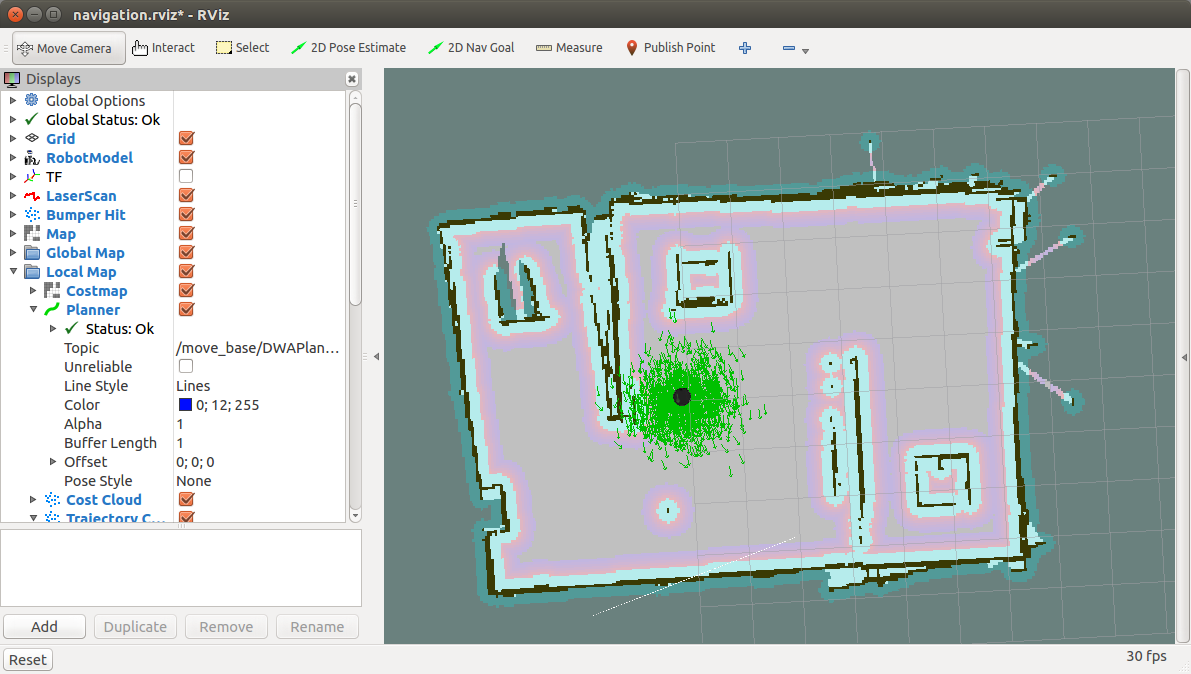 navigation.rviz* - RViz
Move Camera Interact Select 2D Pose Estimate 2D Nav Goal Measure Publish Point
Displays
Global Options
Global Status: Ok
Grid
RobotModel
TF
LaserScan
Bumper Hit
Map
Global Map
Local Map
Costmap
Planner
Status: Ok
Topic /move_base/DWAPlan...
Unreliable
Line Style Lines
Color 0; 12; 255
Alpha 1
Buffer Length 1
Offset 0; 0; 0
Pose Style None
Cost Cloud
Trajectory C...
Add Duplicate Remove Rename
Reset 30 fps